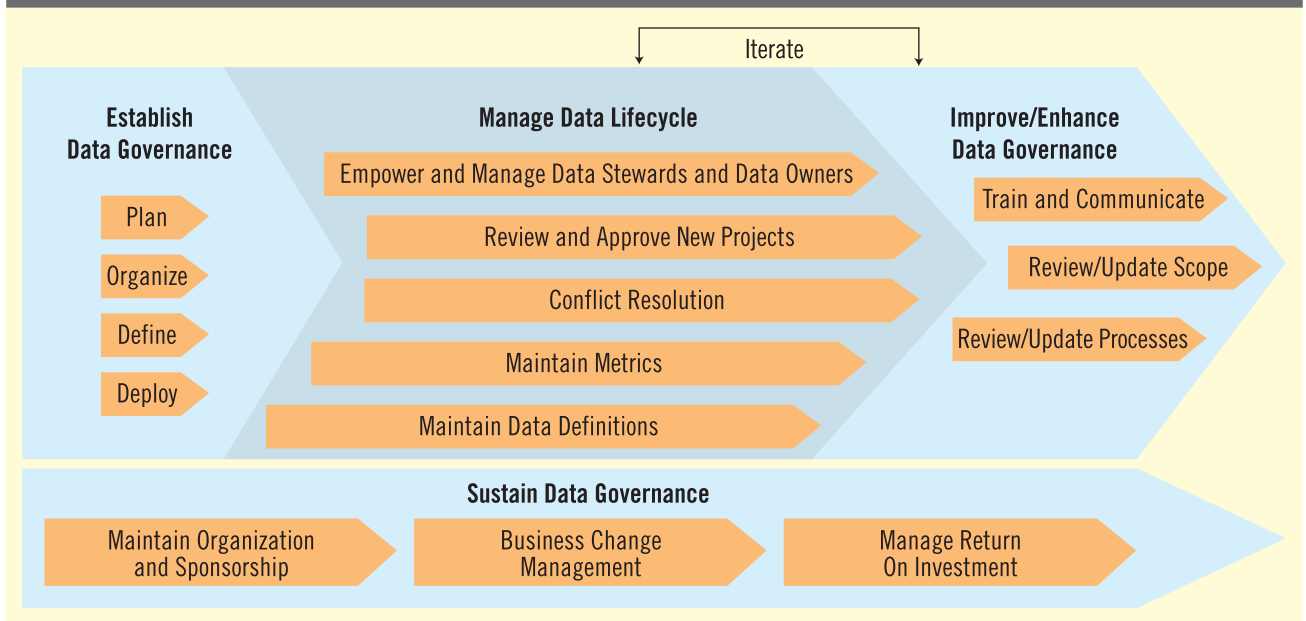 Iterate
Establish
Data Governance
Plan
Organize
Define
Deploy
Manage Data Lifecycle
Empower and Manage Data Stewards and Data Owners
Review and Approve New Projects
Conflict Resolution
Maintain Metrics
Maintain Data Definitions
Improve/Enhance
Data Governance
Train and Communicate
Review/Update Scope
Review/Update Processes
Sustain Data Governance
Maintain Organization
and Sponsorship
Business Change
Management
Manage Return
On Investment